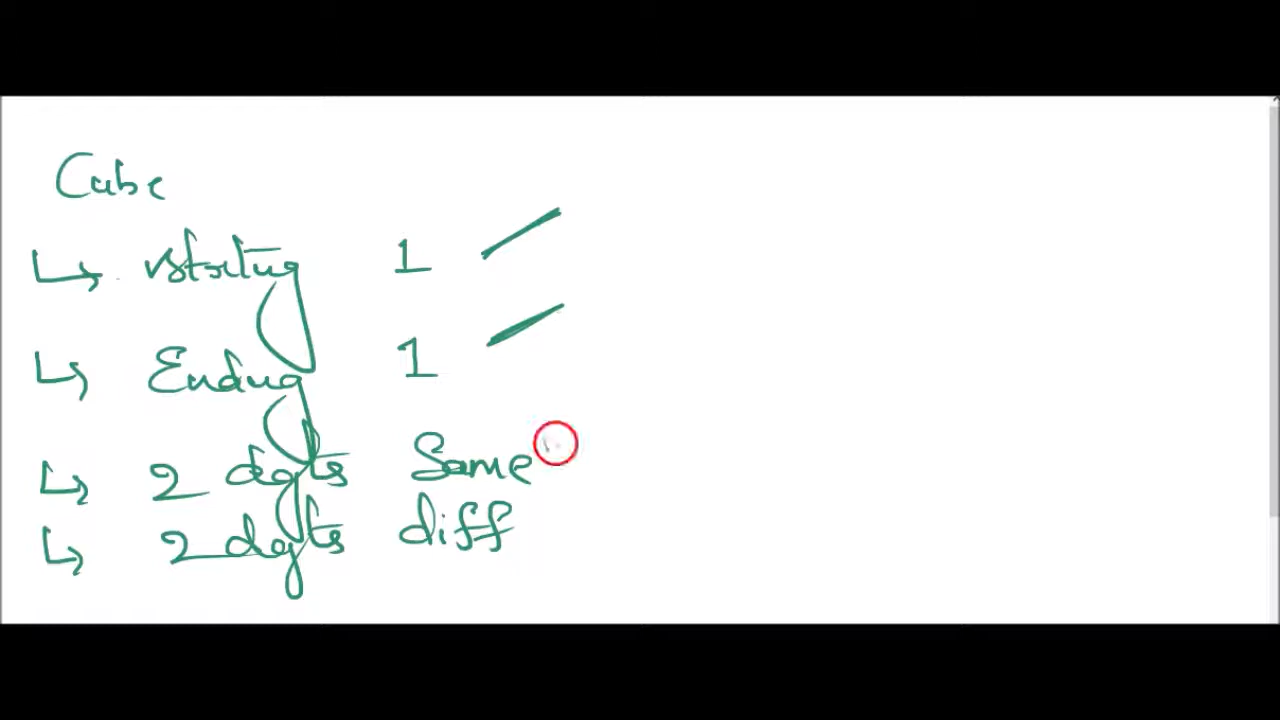 Cube
↳ starting 1
↳ Ending 1
↳ 2 digits Same
↳ 2 digits diff